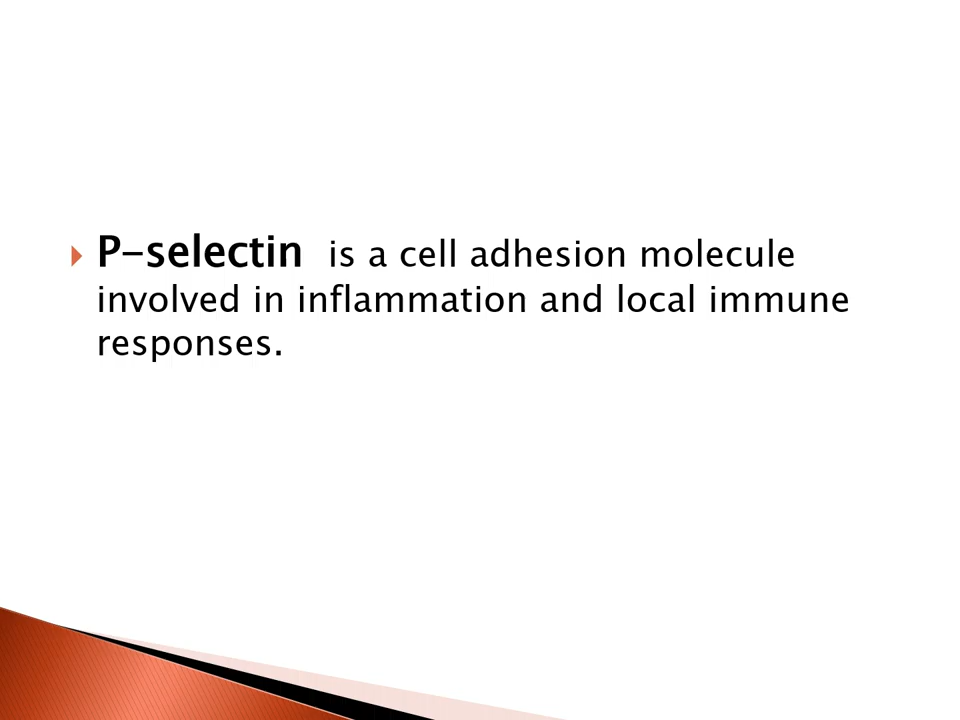 P-selectin is a cell adhesion molecule
involved in inflammation and local immune
responses.